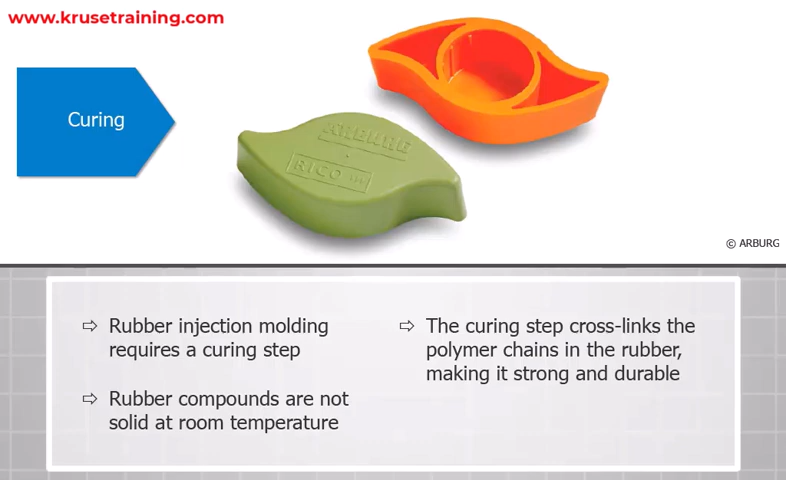 www.krusetraining.com
Curing
ARBURG
RICO
© ARBURG
⇨ Rubber injection molding
requires a curing step
⇨ Rubber compounds are not
solid at room temperature
⇨ The curing step cross-links the
polymer chains in the rubber,
making it strong and durable